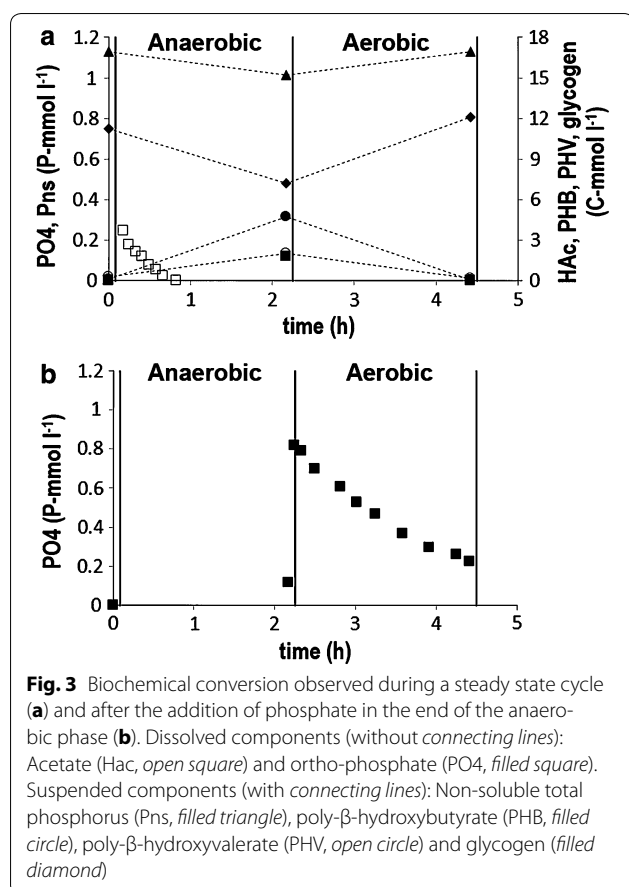 a
Anaerobic
Aerobic
1.2
1
0.8
0.6
0.4
0.2
0
PO4, Pns (P-mmol l-1)
18
15
12
9
6
3
0
HAc, PHB, PHV, glycogen
(C-mmol l-1)
0 1 2 3 4 5
time (h)
b
Anaerobic
Aerobic
1.2
1
0.8
0.6
0.4
0.2
0
PO4 (P-mmol l-1)
0 1 2 3 4 5
time (h)
Fig. 3 Biochemical conversion observed during a steady state cycle
(a) and after the addition of phosphate in the end of the anaero-
bic phase (b). Dissolved components (without connecting lines):
Acetate (Hac, open square) and ortho-phosphate (PO4, filled square).
Suspended components (with connecting lines): Non-soluble total
phosphorus (Pns, filled triangle), poly-β-hydroxybutyrate (PHB, filled
circle), poly-β-hydroxyvalerate (PHV, open circle) and glycogen (filled
diamond)